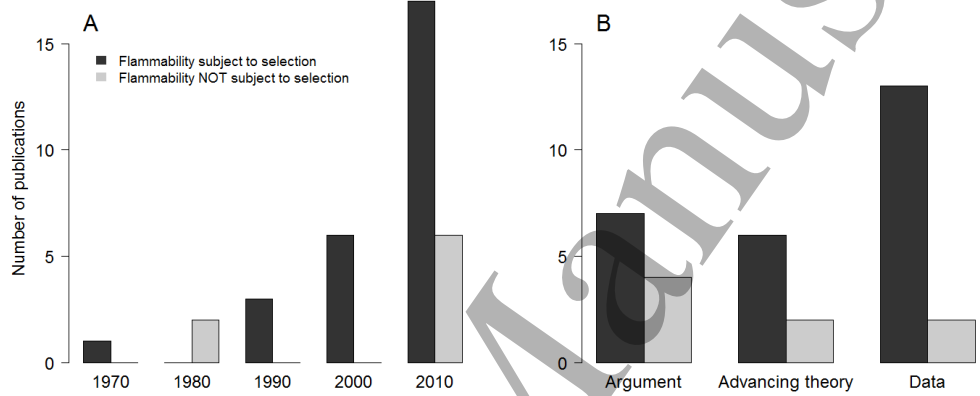 A
B
15
10
5
0
Number of publications
Flammability subject to selection
Flammability NOT subject to selection
1970 1980 1990 2000 2010
15
10
5
0
Argument Advancing theory Data
Manus